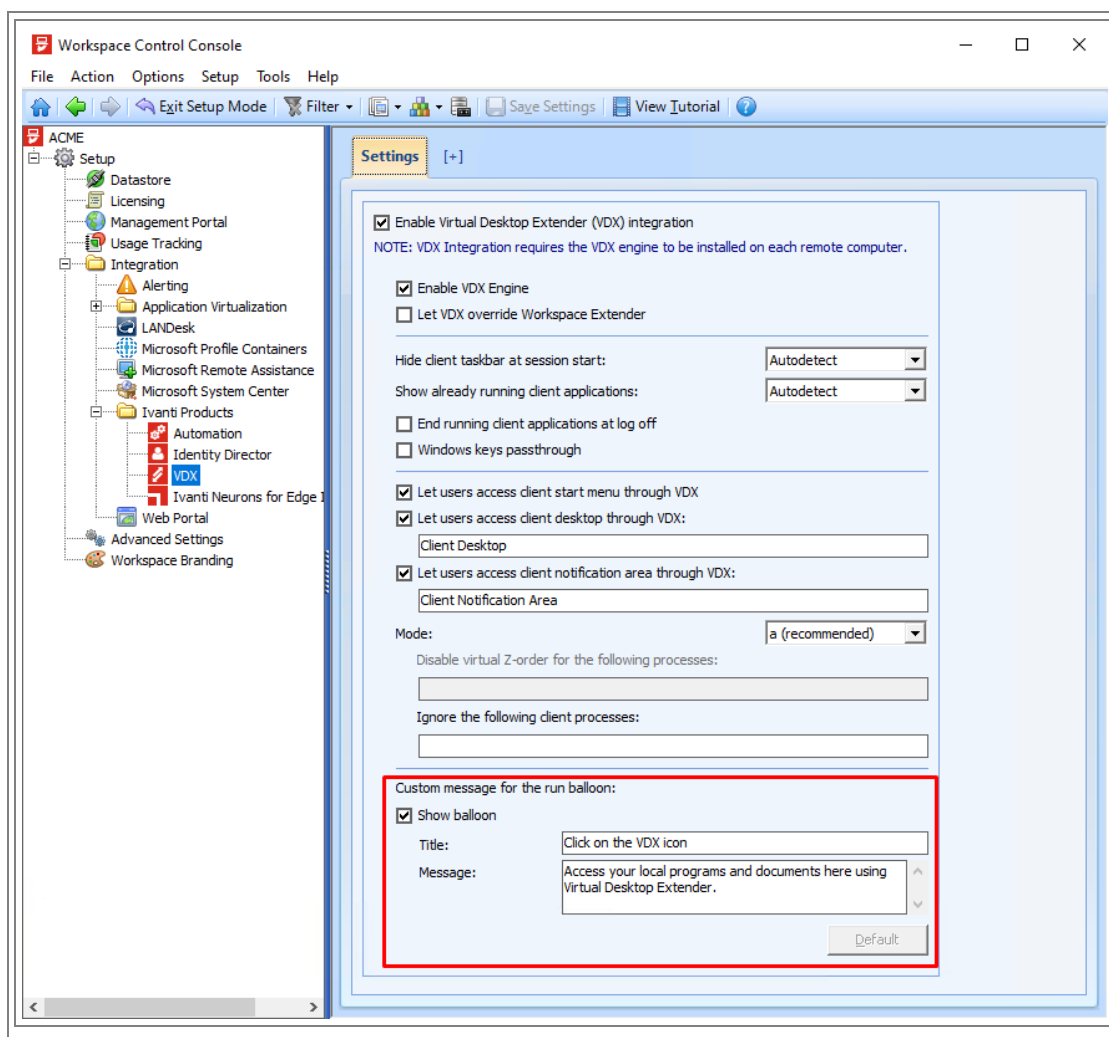 Workspace Control Console
File Action Options Setup Tools Help
Exit Setup Mode Filter Save Settings View Tutorial
ACME
Setup
Datastore
Licensing
Management Portal
Usage Tracking
Integration
Alerting
Application Virtualization
LANDesk
Microsoft Profile Containers
Microsoft Remote Assistance
Microsoft System Center
Ivanti Products
Automation
Identity Director
VDX
Ivanti Neurons for Edge I
Web Portal
Advanced Settings
Workspace Branding
Settings [+]
Enable Virtual Desktop Extender (VDX) integration
NOTE: VDX Integration requires the VDX engine to be installed on each remote computer.
Enable VDX Engine
Let VDX override Workspace Extender
Hide client taskbar at session start: Autodetect
Show already running client applications: Autodetect
End running client applications at log off
Windows keys passthrough
Let users access client start menu through VDX
Let users access client desktop through VDX:
Client Desktop
Let users access client notification area through VDX:
Client Notification Area
Mode: a (recommended)
Disable virtual Z-order for the following processes:
Ignore the following client processes:
Custom message for the run balloon:
Show balloon
Title: Click on the VDX icon
Message: Access your local programs and documents here using
Virtual Desktop Extender.
Default